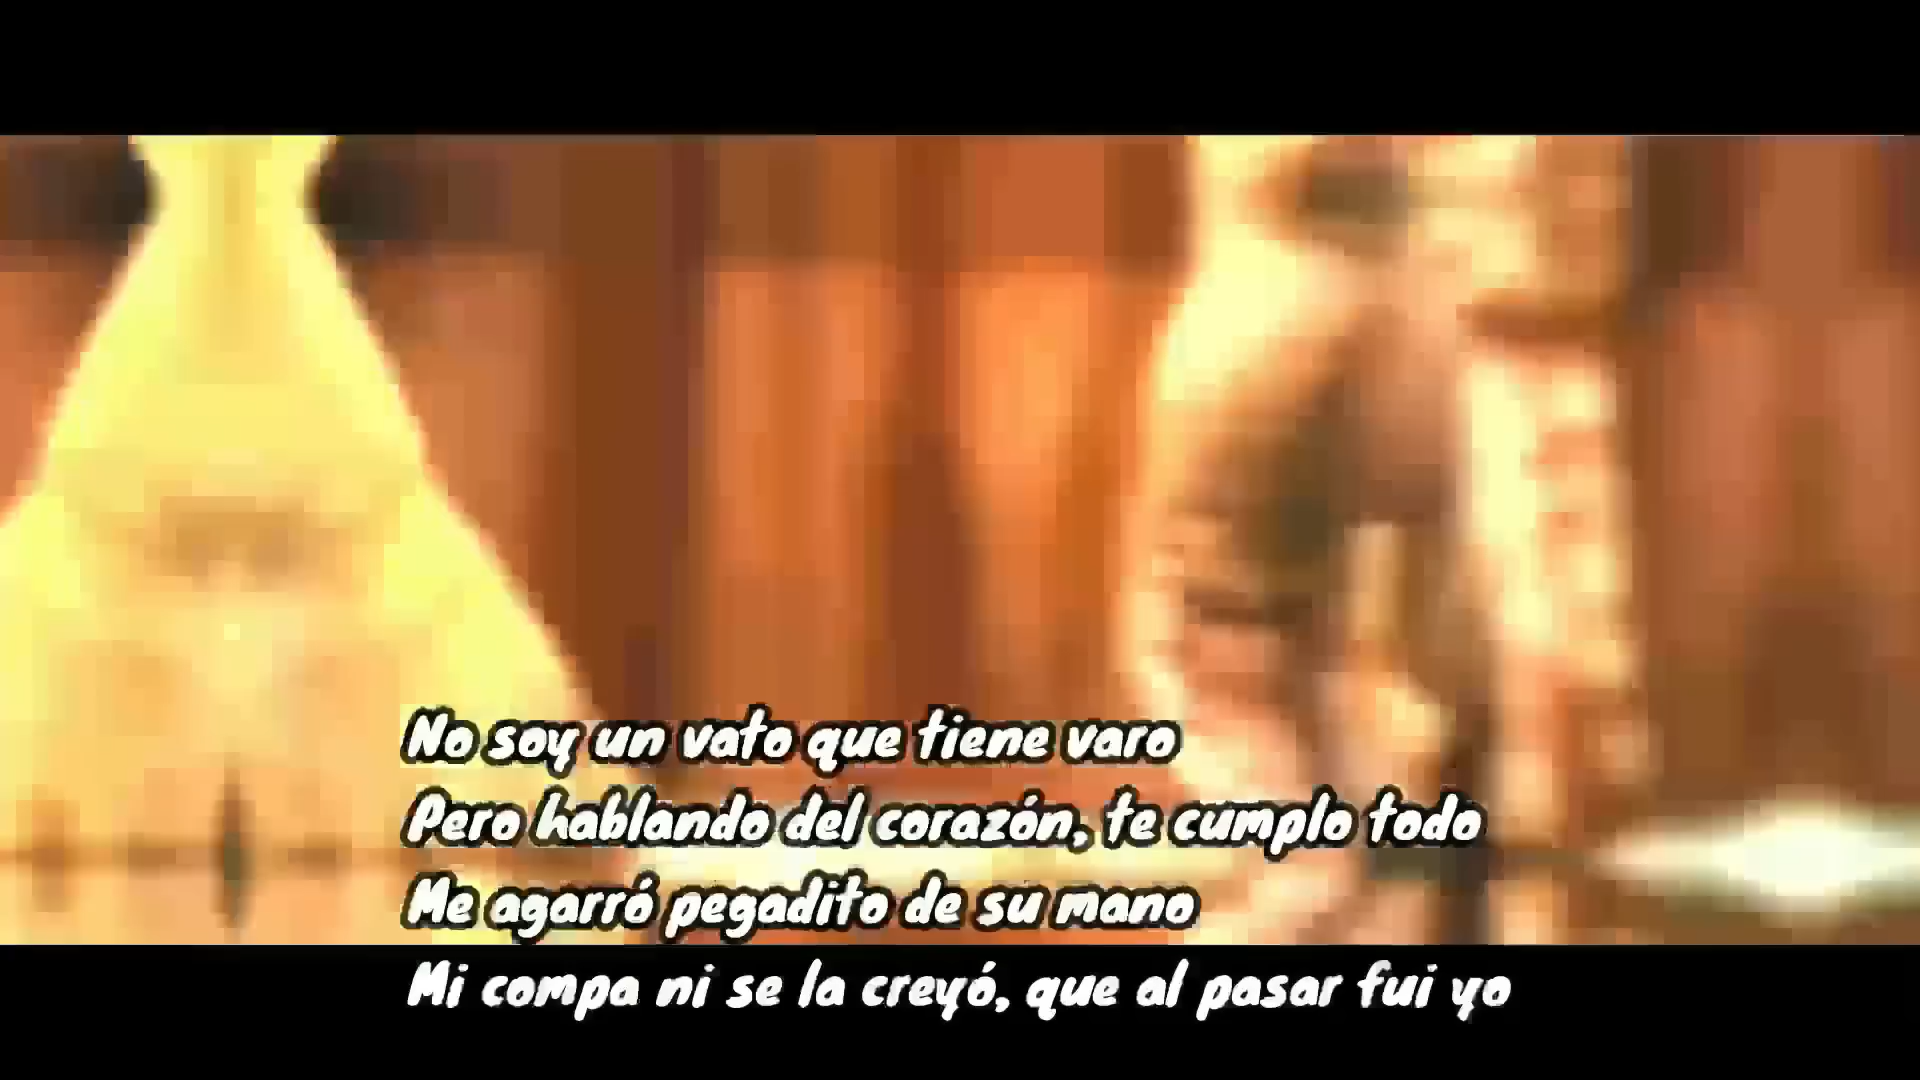 No soy un vato que tiene varo
Pero hablando del corazón, te cumplo todo
Me agarró pegadito de su mano
Mi compa ni se la creyó, que al pasar fui yo